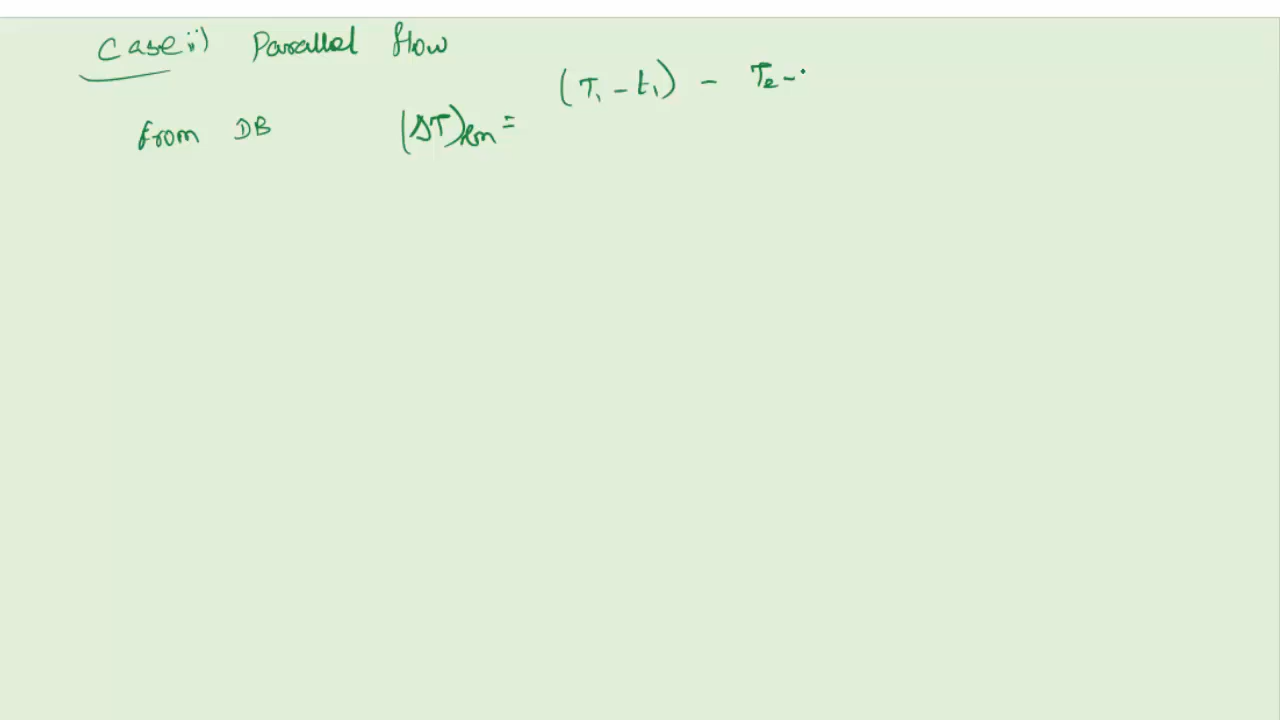 Case ii) Parallel flow
(T₁ - t₁) - T₂ -
from DB (ΔT)lm =